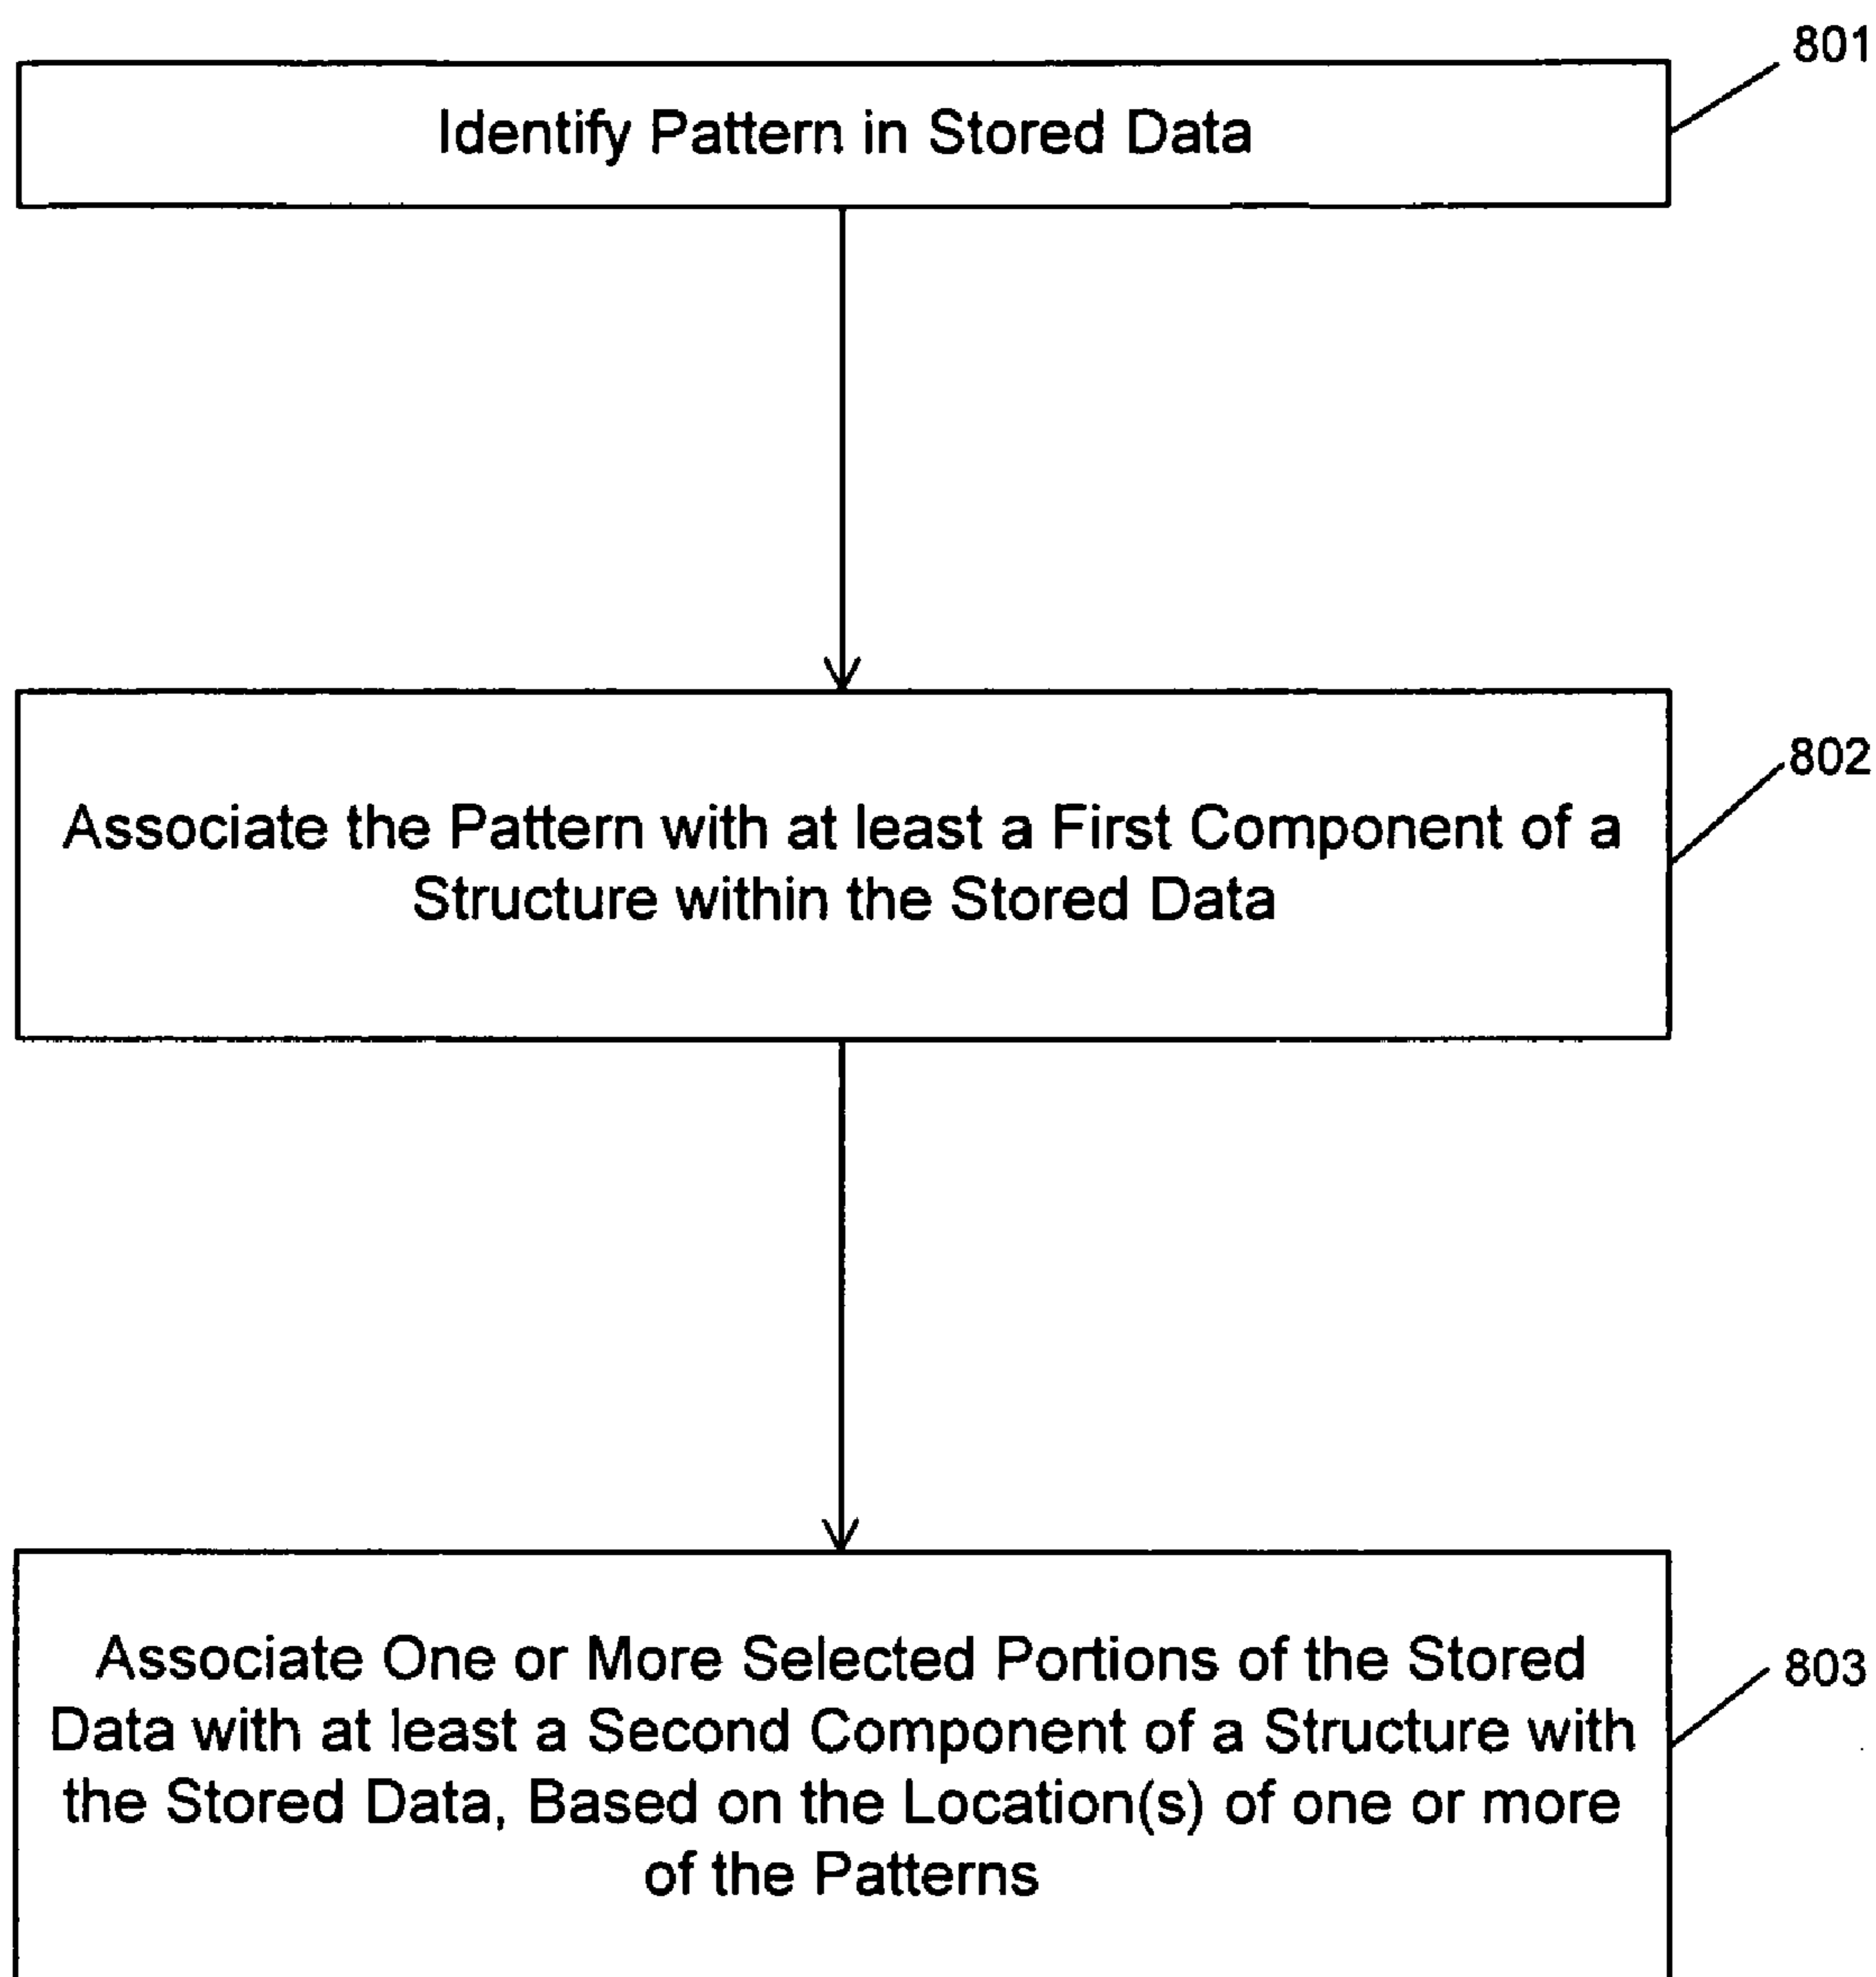 801
Identify Pattern in Stored Data
802
Associate the Pattern with at least a First Component of a
Structure within the Stored Data
803
Associate One or More Selected Portions of the Stored
Data with at least a Second Component of a Structure with
the Stored Data, Based on the Location(s) of one or more
of the Patterns